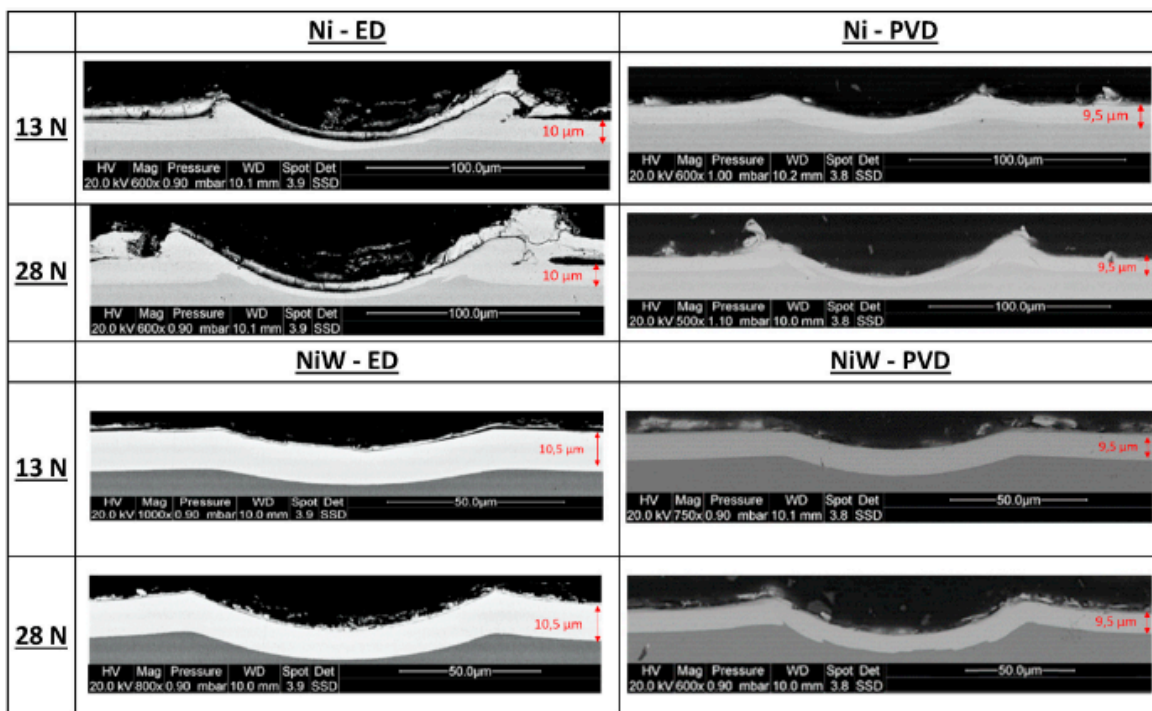 Ni - ED
Ni - PVD
13 N
10 µm
HV Mag Pressure WD Spot Det
20.0 kV 600x 0.90 mbar 10.1 mm 3.9 SSD
100.0µm
9,5 µm
HV Mag Pressure WD Spot Det
20.0 kV 600x 1.00 mbar 10.2 mm 3.8 SSD
100.0µm
28 N
10 µm
HV Mag Pressure WD Spot Det
20.0 kV 600x 0.90 mbar 10.1 mm 3.9 SSD
100.0µm
9,5 µm
HV Mag Pressure WD Spot Det
20.0 kV 500x 1.10 mbar 10.0 mm 3.8 SSD
100.0µm
NiW - ED
NiW - PVD
13 N
10,5 µm
HV Mag Pressure WD Spot Det
20.0 kV 1000x 0.90 mbar 10.0 mm 3.9 SSD
50.0µm
9,5 µm
HV Mag Pressure WD Spot Det
20.0 kV 750x 0.90 mbar 10.1 mm 3.8 SSD
50.0µm
28 N
10,5 µm
HV Mag Pressure WD Spot Det
20.0 kV 800x 0.90 mbar 10.0 mm 3.9 SSD
50.0µm
9,5 µm
HV Mag Pressure WD Spot Det
20.0 kV 600x 0.90 mbar 10.0 mm 3.8 SSD
50.0µm